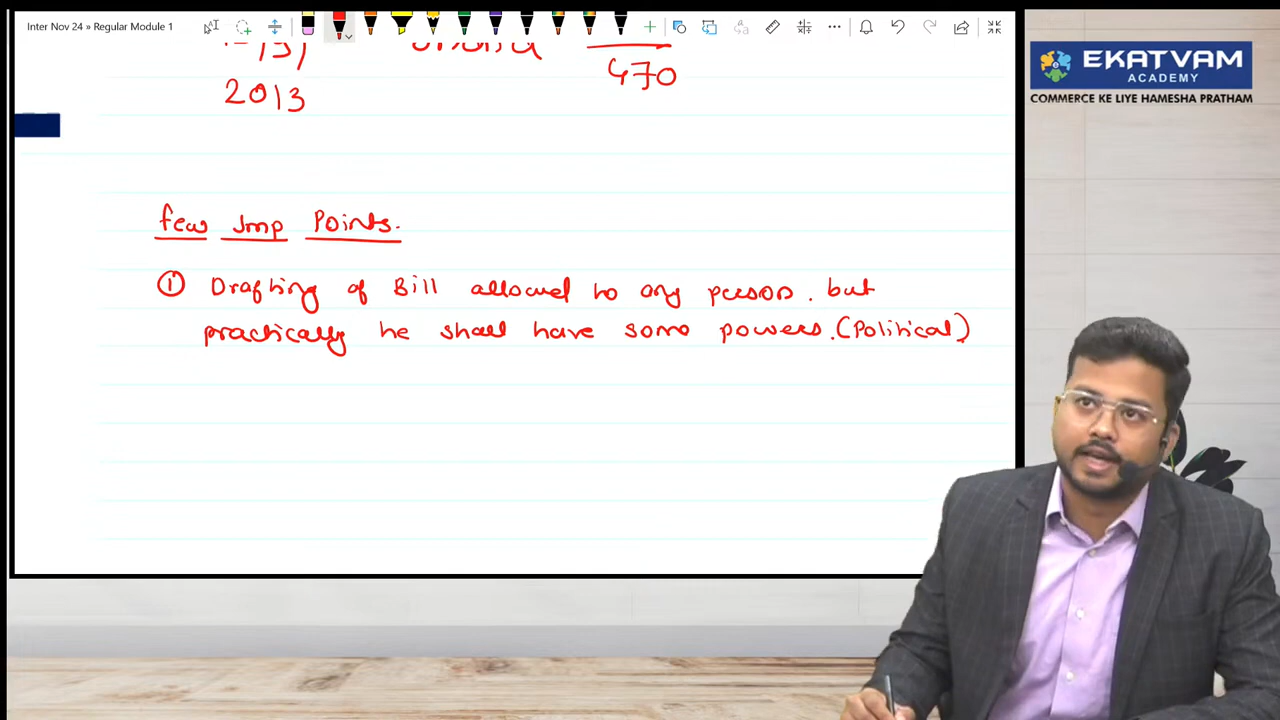 Inter Nov 24 » Regular Module 1
470
2013
Few Imp Points.
① Drafting of Bill allowed to any person. but
practically he shall have some powers. (Political)
EKATVAM
ACADEMY
COMMERCE KE LIYE HAMESHA PRATHAM